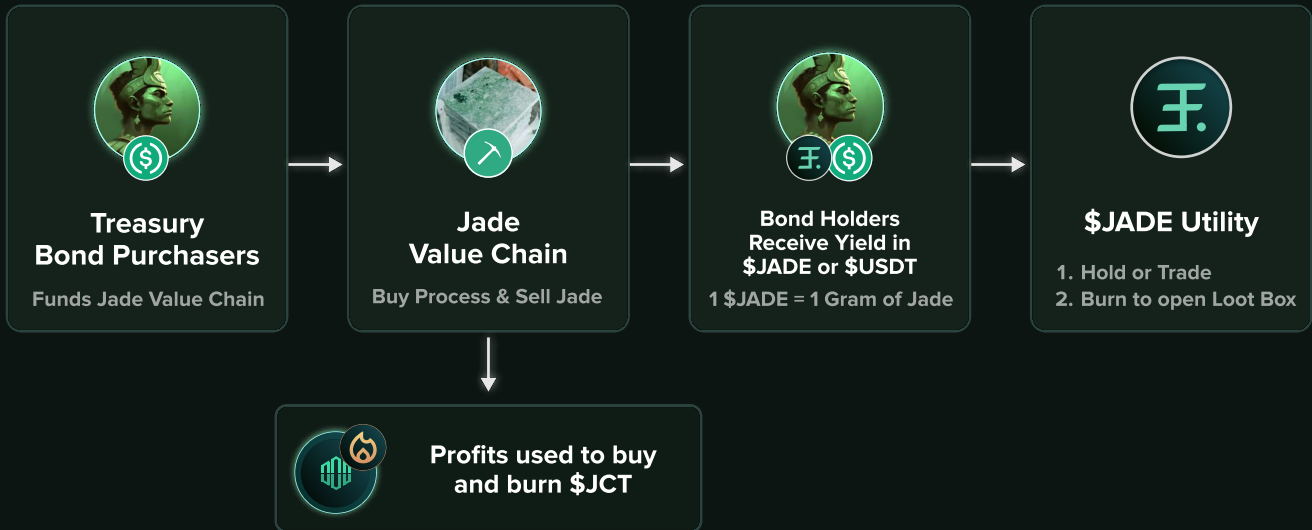 Treasury
Bond Purchasers
Funds Jade Value Chain
Jade
Value Chain
Buy Process & Sell Jade
Bond Holders
Receive Yield in
$JADE or $USDT
1 $JADE = 1 Gram of Jade
$JADE Utility
1. Hold or Trade
2. Burn to open Loot Box
Profits used to buy
and burn $JCT